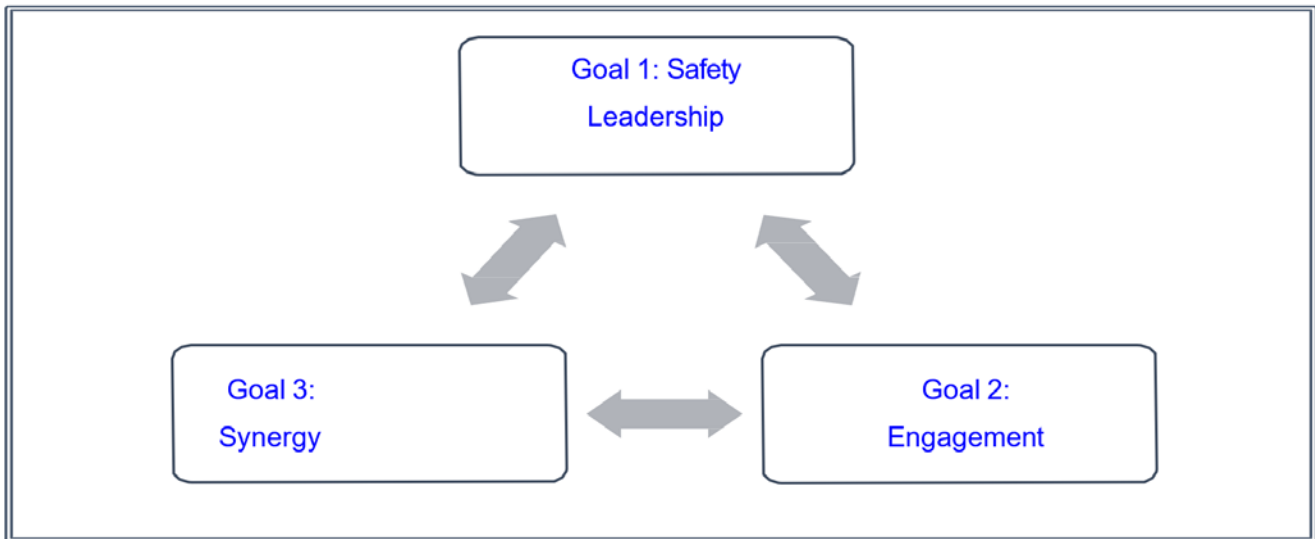 Goal 1: Safety
Leadership
Goal 3:
Synergy
Goal 2:
Engagement